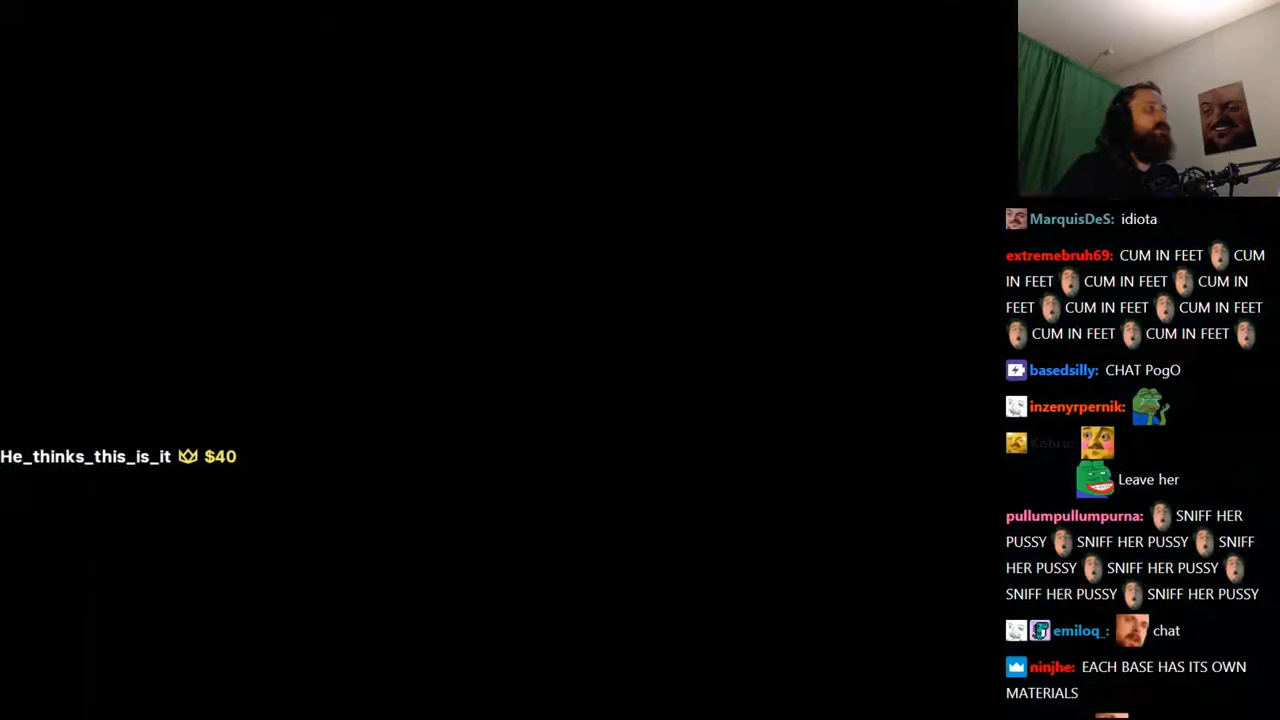 MarquisDeS: idiota
extremebruh69: CUM IN FEET CUM
IN FEET CUM IN FEET CUM IN
FEET CUM IN FEET CUM IN FEET
CUM IN FEET CUM IN FEET
basedsilly: CHAT PogO
inzenyrpernik:
Kohru:
He_thinks_this_is_it $40
Leave her
pullumpullumpurna: SNIFF HER
PUSSY SNIFF HER PUSSY SNIFF
HER PUSSY SNIFF HER PUSSY
SNIFF HER PUSSY SNIFF HER PUSSY
emiloq_: chat
ninjhe: EACH BASE HAS ITS OWN
MATERIALS